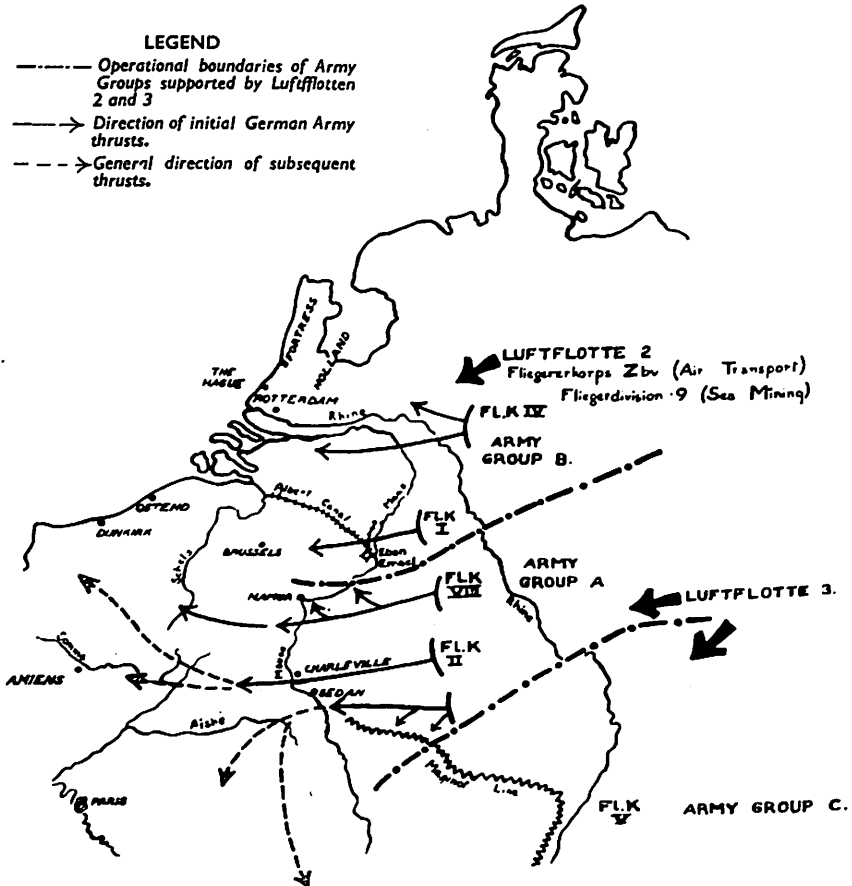 LEGEND
Operational boundaries of Army
Groups supported by Luftfflotten
2 and 3
Direction of initial German Army
thrusts.
General direction of subsequent
thrusts.
FORTRESS
HOLLAND
THE
HAGUE
ROTTERDAM
Rhine
LUFTFLOTTE 2
Fliegererkorps Zbv (Air Transport)
Fliegerdivision 9 (Sea Mining)
FL.K IV
ARMY
GROUP B.
OSTEND
DUNKIRK
Albert Canal
Maas
FL.K
I
BRUSSELS
Eben
Emael
Schels
ARMY
GROUP A
NAMUR
FL.K
VIII
Rhine
LUFTFLOTTE 3.
Somme
AMIENS
Meuse
CHARLEVILLE
FL.K
II
SEDAN
Aisne
Maginot Line
PARIS
FL.K
V
ARMY GROUP C.